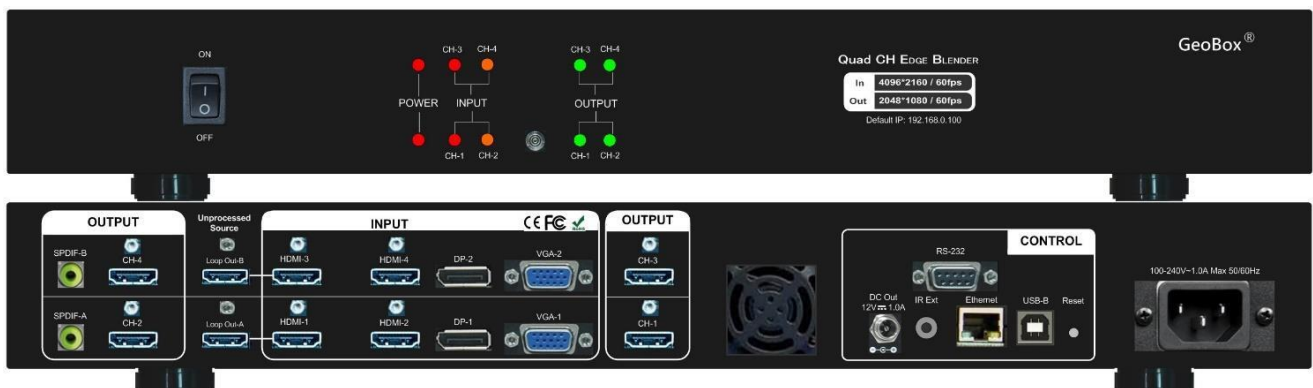 GeoBox®
ON
I
O
OFF
CH-3 CH-4
POWER INPUT
CH-1 CH-2
CH-3 CH-4
OUTPUT
CH-1 CH-2
Quad CH Edge Blender
In 4096*2160 / 60fps
Out 2048*1080 / 60fps
Default IP: 192.168.0.100
OUTPUT
SPDIF-B
CH-4
SPDIF-A
CH-2
Unprocessed
Source
Loop Out-B
Loop Out-A
INPUT
CE FC
HDMI-3
HDMI-4
DP-2
VGA-2
HDMI-1
HDMI-2
DP-1
VGA-1
OUTPUT
CH-3
CH-1
CONTROL
RS-232
DC Out
12V⎓1.0A
IR Ext
Ethernet
USB-B
Reset
100-240V~1.0A Max 50/60Hz